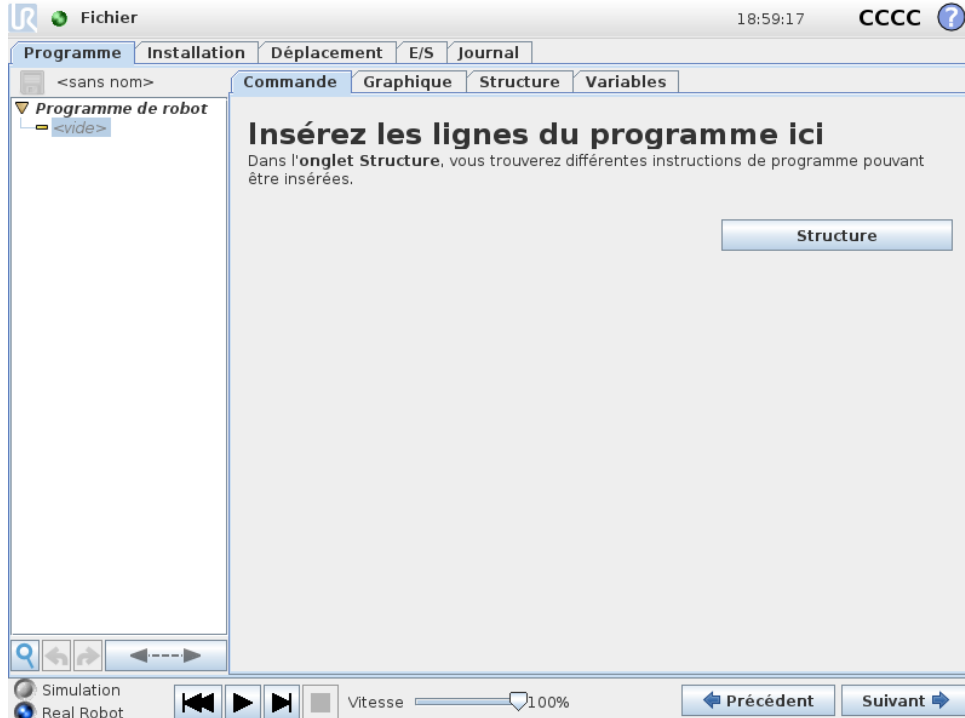 UR Fichier 18:59:17 CCCC ?
Programme Installation Déplacement E/S Journal
<sans nom>
Commande Graphique Structure Variables
Programme de robot
<vide>
Insérez les lignes du programme ici
Dans l'onglet Structure, vous trouverez différentes instructions de programme pouvant
être insérées.
Structure
Simulation
Real Robot
Vitesse 100%
Précédent Suivant